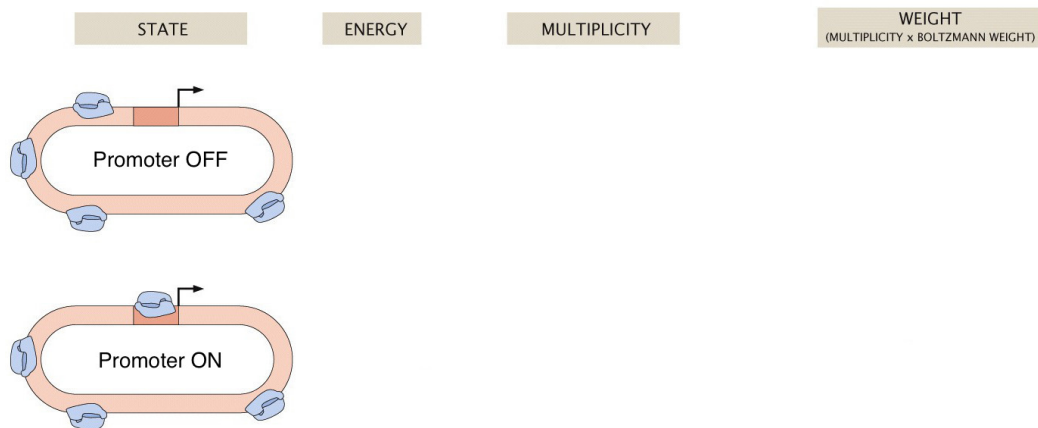 STATE
ENERGY
MULTIPLICITY
WEIGHT
(MULTIPLICITY x BOLTZMANN WEIGHT)
Promoter OFF
Promoter ON